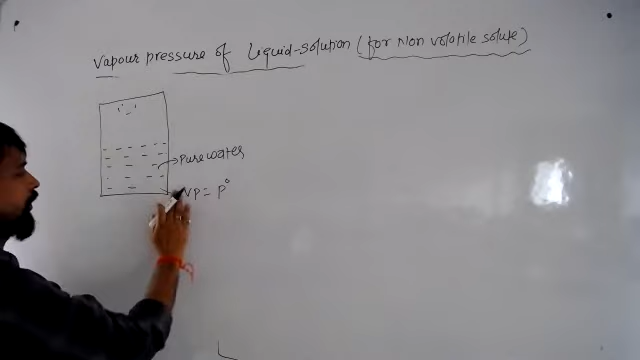 vapour pressure of liquid-solution (for Non volatile solute)
Pure water
VP = P°